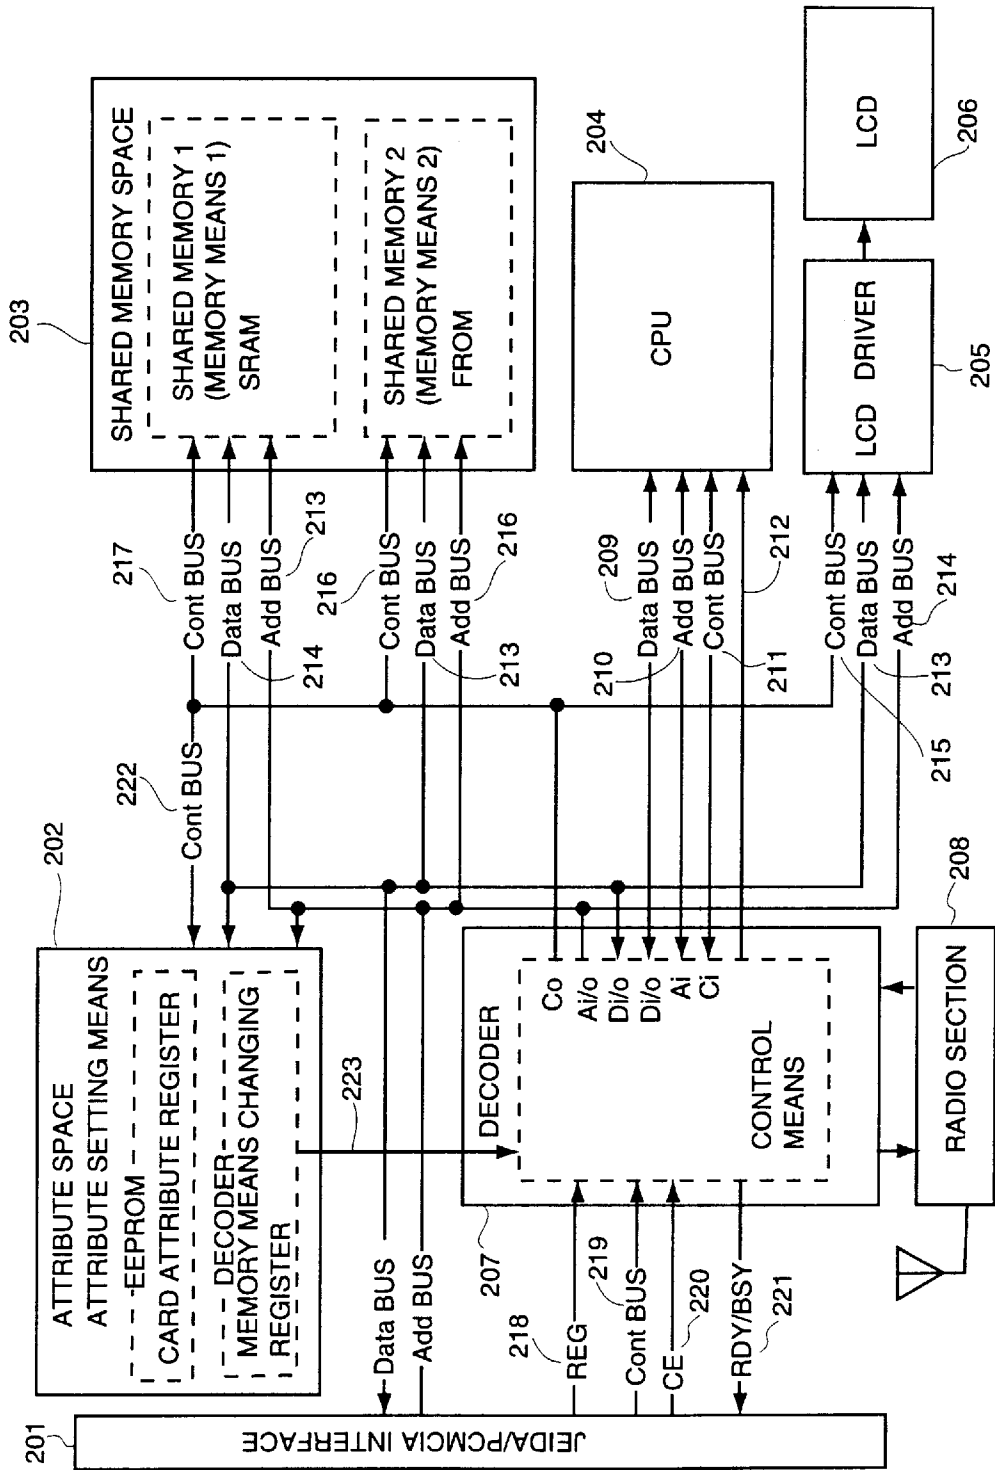 201
JEIDA/PCMCIA INTERFACE
202
ATTRIBUTE SPACE
ATTRIBUTE SETTING MEANS
EEPROM
CARD ATTRIBUTE REGISTER
DECODER
MEMORY MEANS CHANGING
REGISTER
222
Cont BUS
217
Cont BUS
Data BUS
214
Add BUS
213
216
Cont BUS
Data BUS
213
Add BUS
216
203
SHARED MEMORY SPACE
SHARED MEMORY 1
(MEMORY MEANS 1)
SRAM
SHARED MEMORY 2
(MEMORY MEANS 2)
FROM
Data BUS
Add BUS
223
218
REG
Cont BUS
219
CE
220
RDY/BSY
221
207
DECODER
Co
Ai/o
Di/o
Di/o
Ai
Ci
CONTROL
MEANS
209
Data BUS
210
Add BUS
Cont BUS
211
212
204
CPU
Cont BUS
215
Data BUS
213
Add BUS
214
LCD DRIVER
205
LCD
206
208
RADIO SECTION